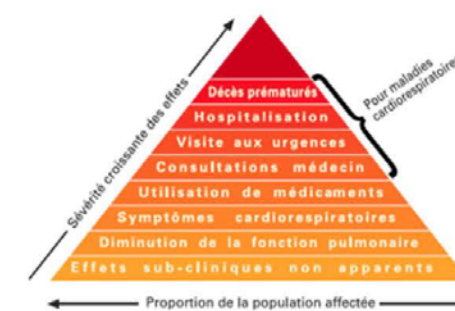 Sévérité croissante des effets
Décès prématurés
Hospitalisation
Visite aux urgences
Consultations médecin
Utilisation de médicaments
Symptômes cardiorespiratoires
Diminution de la fonction pulmonaire
Effets sub-cliniques non apparents
Pour maladies
cardiorespiratoire
Proportion de la population affectée